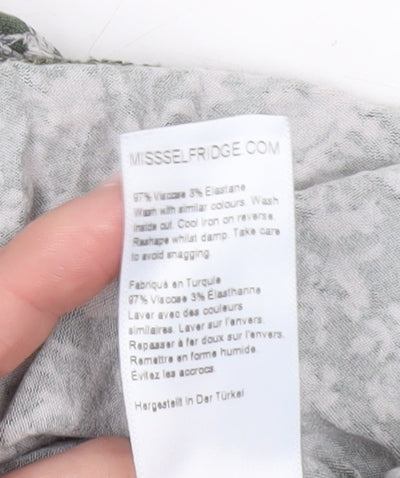 MISSSELFRIDGE.COM
97% Viscose 3% Elastane
Wash with similar colours. Wash
inside out. Cool iron on reverse.
Reshape whilst damp. Take care
to avoid snagging
Fabriqué en Turquie
97% Viscose 3% Élasthanne
Laver avec des couleurs
similaires. Laver sur l'envers.
Repasser à fer doux sur l'envers.
Remettre en forme humide.
Évitez les accrocs.
Hergestellt in Der Türkei